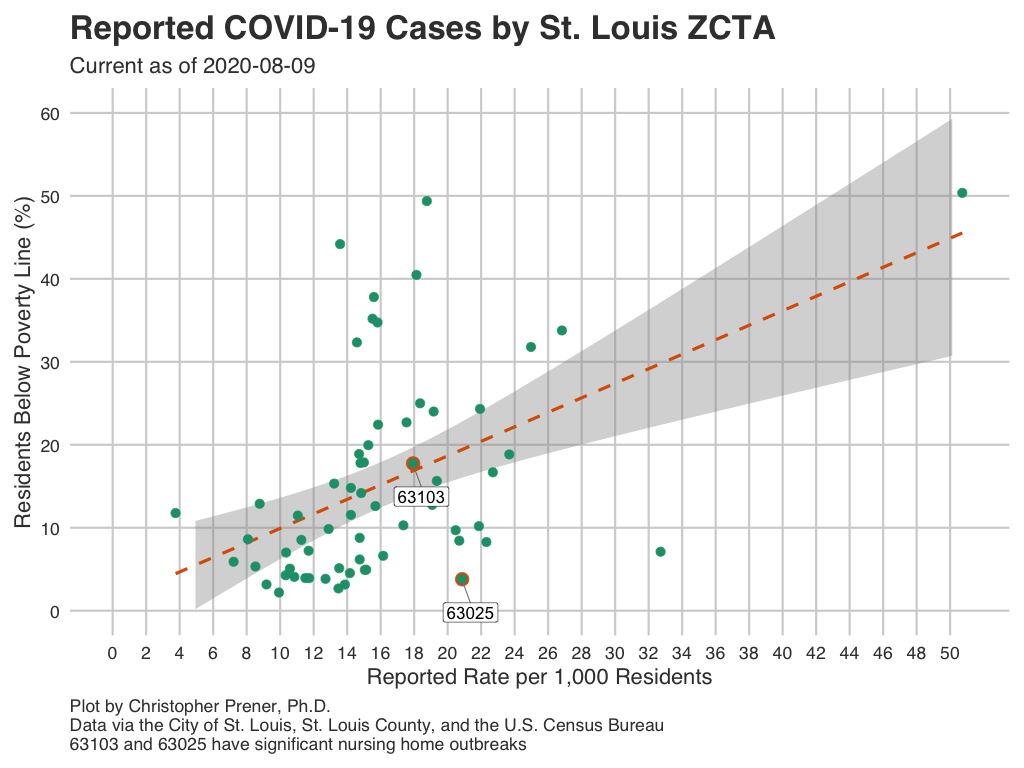 Reported COVID-19 Cases by St. Louis ZCTA
Current as of 2020-08-09
Residents Below Poverty Line (%)
60
50
40
30
20
10
0
63103
63025
0 2 4 6 8 10 12 14 16 18 20 22 24 26 28 30 32 34 36 38 40 42 44 46 48 50
Reported Rate per 1,000 Residents
Plot by Christopher Prener, Ph.D.
Data via the City of St. Louis, St. Louis County, and the U.S. Census Bureau
63103 and 63025 have significant nursing home outbreaks